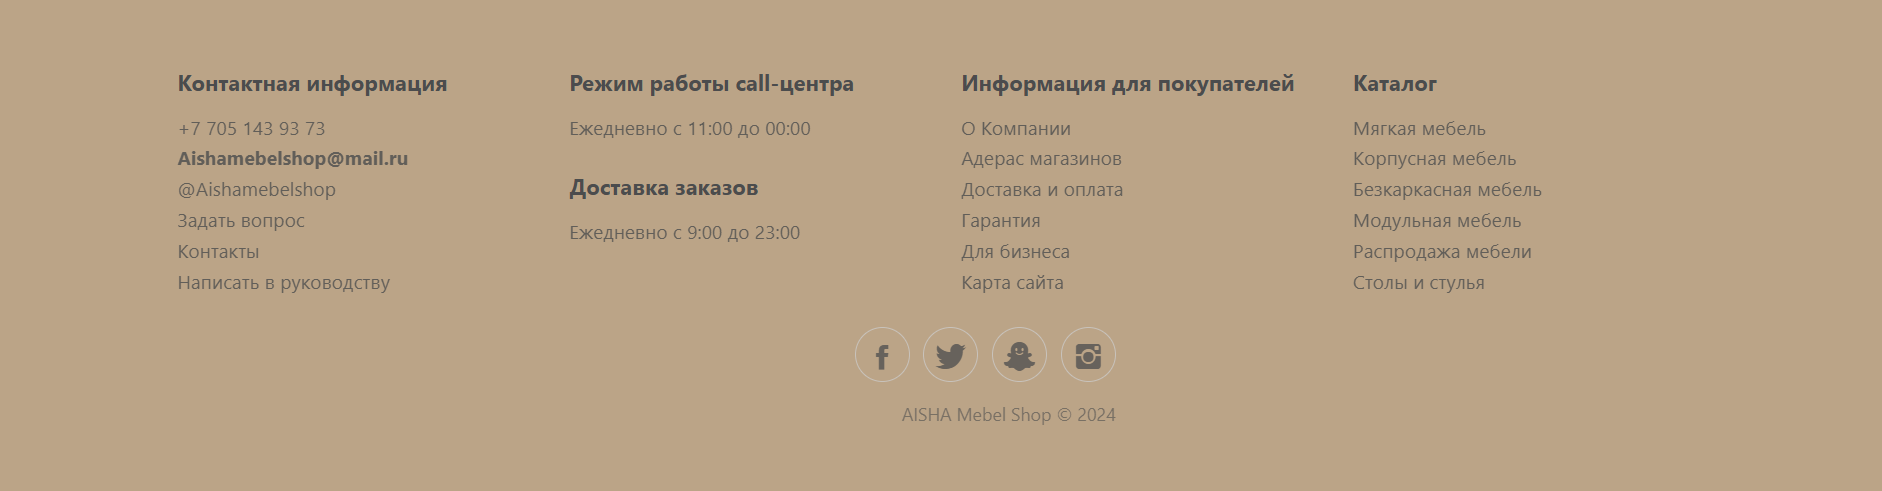 Контактная информация
+7 705 143 93 73
Aishamebelshop@mail.ru
@Aishamebelshop
Задать вопрос
Контакты
Написать в руководству
Режим работы call-центра
Ежедневно с 11:00 до 00:00
Доставка заказов
Ежедневно с 9:00 до 23:00
Информация для покупателей
О Компании
Адерас магазинов
Доставка и оплата
Гарантия
Для бизнеса
Карта сайта
Каталог
Мягкая мебель
Корпусная мебель
Безкаркасная мебель
Модульная мебель
Распродажа мебели
Столы и стулья
AISHA Mebel Shop © 2024